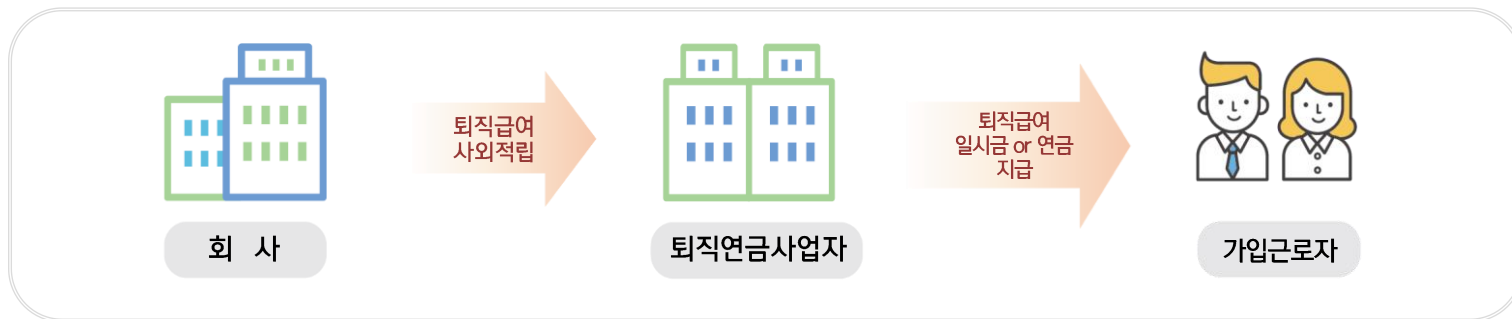 퇴직급여
사외적립
퇴직급여
일시금 or 연금
지급
회 사
퇴직연금사업자
가입근로자